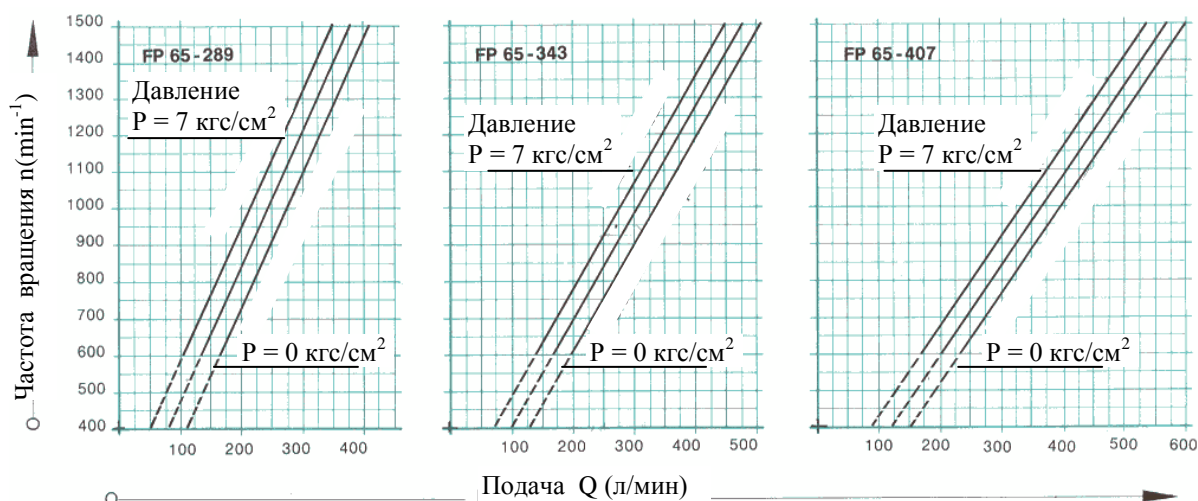 Частота вращения n(min⁻¹)
1500
1400
1300
1200
1100
1000
900
800
700
600
500
400
FP 65-289
Давление
P = 7 кгс/см²
P = 0 кгс/см²
100 200 300 400
FP 65-343
Давление
P = 7 кгс/см²
P = 0 кгс/см²
0 100 200 300 400 500
FP 65-407
Давление
P = 7 кгс/см²
P = 0 кгс/см²
0 100 200 300 400 500 600
Подача Q (л/мин)